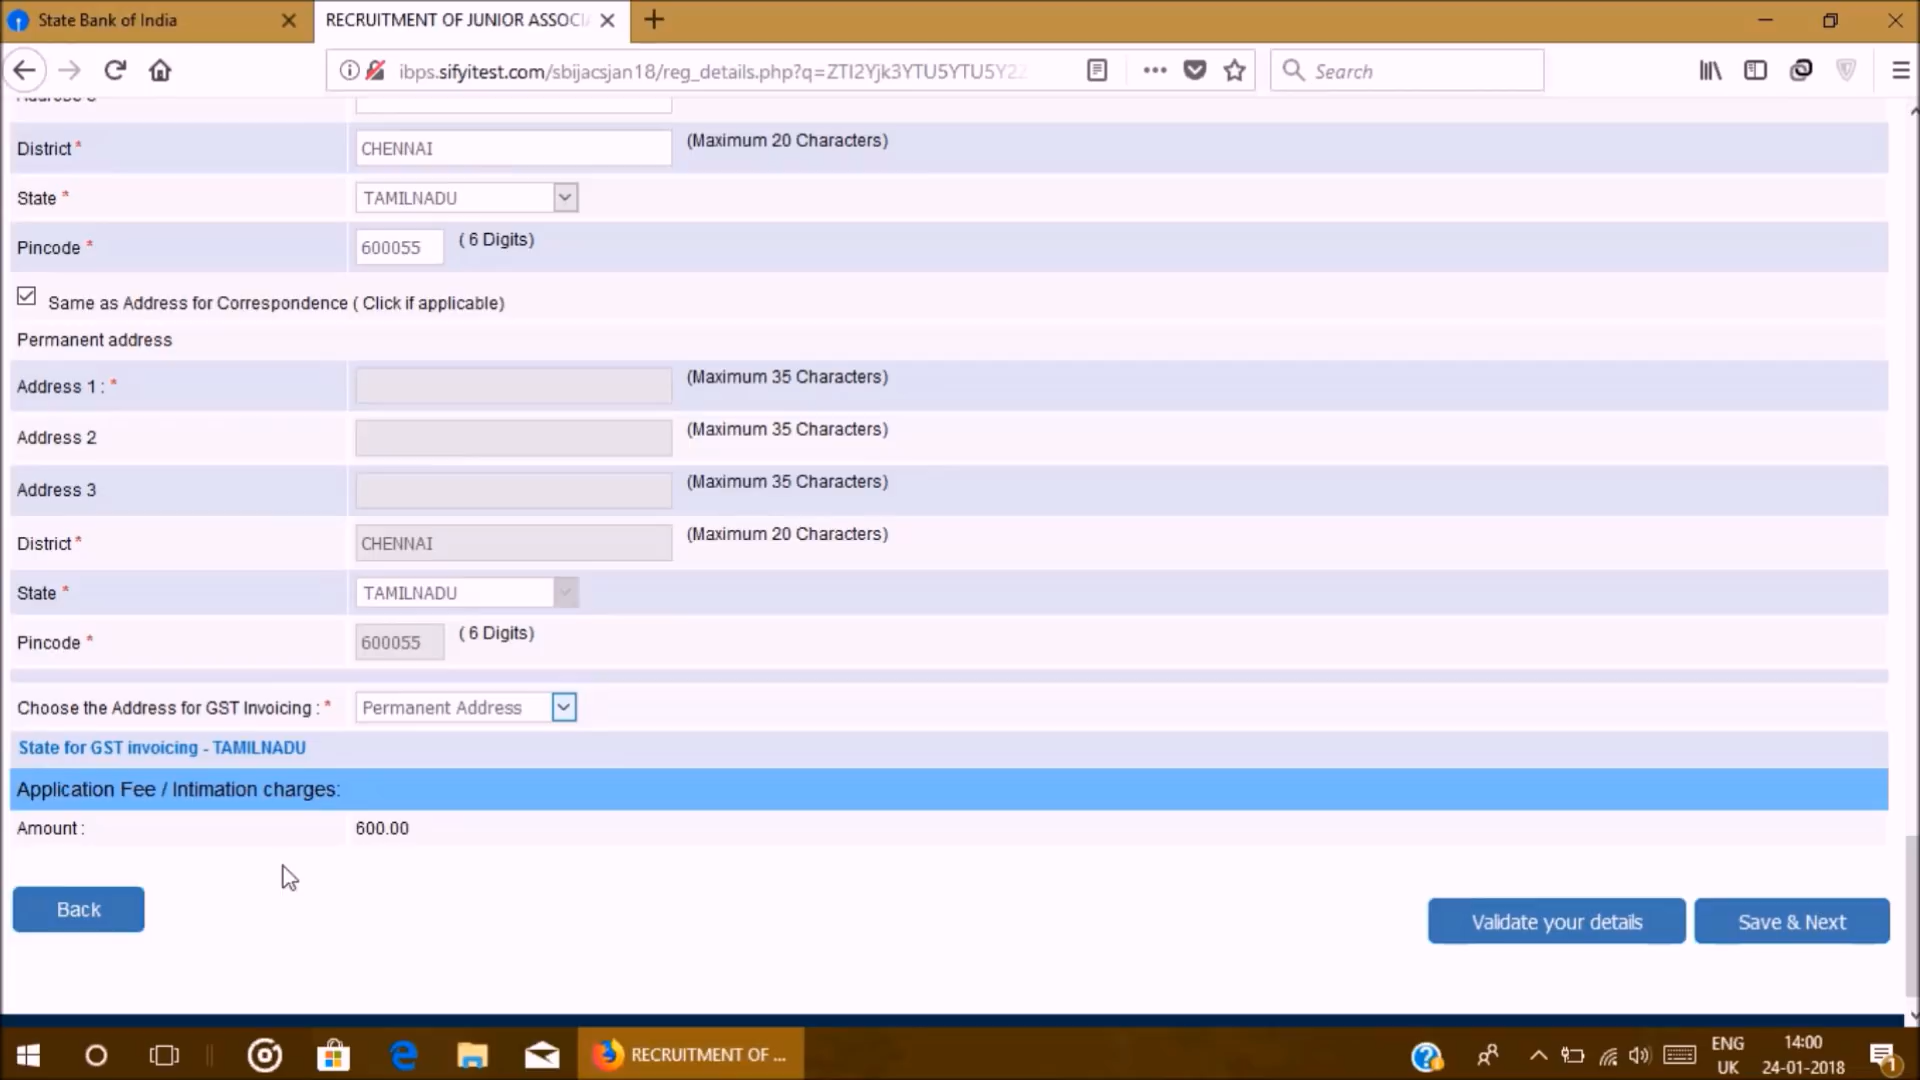 State Bank of India
RECRUITMENT OF JUNIOR ASSOCI
ibps.sifyitest.com/sbijacsjan18/reg_details.php?q=ZTI2Yjk3YTU5YTU5Y2
Search
District *
CHENNAI
(Maximum 20 Characters)
State *
TAMILNADU
Pincode *
600055
( 6 Digits)
Same as Address for Correspondence ( Click if applicable)
Permanent address
Address 1 : *
(Maximum 35 Characters)
Address 2
(Maximum 35 Characters)
Address 3
(Maximum 35 Characters)
District *
CHENNAI
(Maximum 20 Characters)
State *
TAMILNADU
Pincode *
600055
( 6 Digits)
Choose the Address for GST Invoicing : *
Permanent Address
State for GST invoicing - TAMILNADU
Application Fee / Intimation charges:
Amount :
600.00
Back
Validate your details
Save & Next
RECRUITMENT OF ...
ENG
UK
14:00
24-01-2018
1